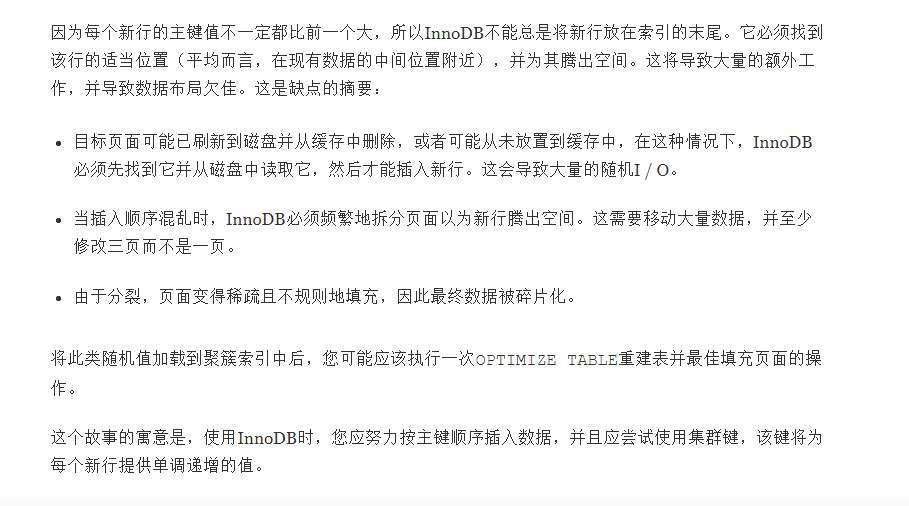 因为每个新行的主键值不一定都比前一个大，所以InnoDB不能总是将新行放在索引的末尾。它必须找到
该行的适当位置（平均而言，在现有数据的中间位置附近），并为其腾出空间。这将导致大量的额外工
作，并导致数据布局欠佳。这是缺点的摘要：
• 目标页面可能已刷新到磁盘并从缓存中删除，或者可能从未放置到缓存中，在这种情况下，InnoDB
必须先找到它并从磁盘中读取它，然后才能插入新行。这会导致大量的随机I / O。
• 当插入顺序混乱时，InnoDB必须频繁地拆分页面以为新行腾出空间。这需要移动大量数据，并至少
修改三页而不是一页。
• 由于分裂，页面变得稀疏且不规则地填充，因此最终数据被碎片化。
将此类随机值加载到聚簇索引中后，您可能应该执行一次OPTIMIZE TABLE重建表并最佳填充页面的操
作。
这个故事的寓意是，使用InnoDB时，您应努力按主键顺序插入数据，并且应尝试使用集群键，该键将为
每个新行提供单调递增的值。